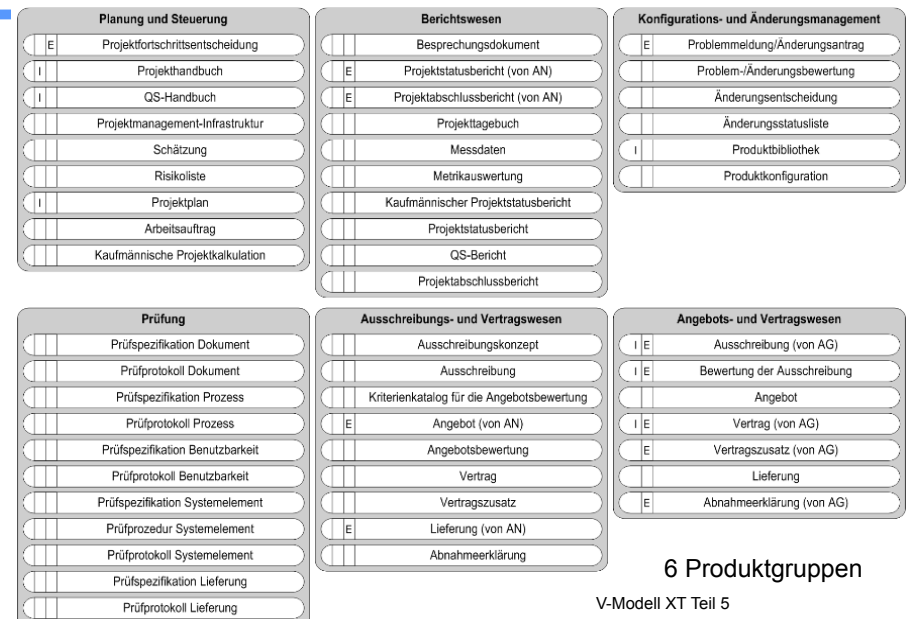 Planung und Steuerung
E Projektfortschrittsentscheidung
I Projekthandbuch
I QS-Handbuch
Projektmanagement-Infrastruktur
Schätzung
Risikoliste
I Projektplan
Arbeitsauftrag
Kaufmännische Projektkalkulation
Berichtswesen
Besprechungsdokument
E Projektstatusbericht (von AN)
E Projektabschlussbericht (von AN)
Projekttagebuch
Messdaten
Metrikauswertung
Kaufmännischer Projektstatusbericht
Projektstatusbericht
QS-Bericht
Projektabschlussbericht
Konfigurations- und Änderungsmanagement
E Problemmeldung/Änderungsantrag
Problem-/Änderungsbewertung
Änderungsentscheidung
Änderungsstatusliste
I Produktbibliothek
Produktkonfiguration
Prüfung
Prüfspezifikation Dokument
Prüfprotokoll Dokument
Prüfspezifikation Prozess
Prüfprotokoll Prozess
Prüfspezifikation Benutzbarkeit
Prüfprotokoll Benutzbarkeit
Prüfspezifikation Systemelement
Prüfprozedur Systemelement
Prüfprotokoll Systemelement
Prüfspezifikation Lieferung
Prüfprotokoll Lieferung
Ausschreibungs- und Vertragswesen
Ausschreibungskonzept
Ausschreibung
Kriterienkatalog für die Angebotsbewertung
E Angebot (von AN)
Angebotsbewertung
Vertrag
Vertragszusatz
E Lieferung (von AN)
Abnahmeerklärung
Angebots- und Vertragswesen
I E Ausschreibung (von AG)
I E Bewertung der Ausschreibung
Angebot
I E Vertrag (von AG)
E Vertragszusatz (von AG)
Lieferung
E Abnahmeerklärung (von AG)
6 Produktgruppen
V-Modell XT Teil 5